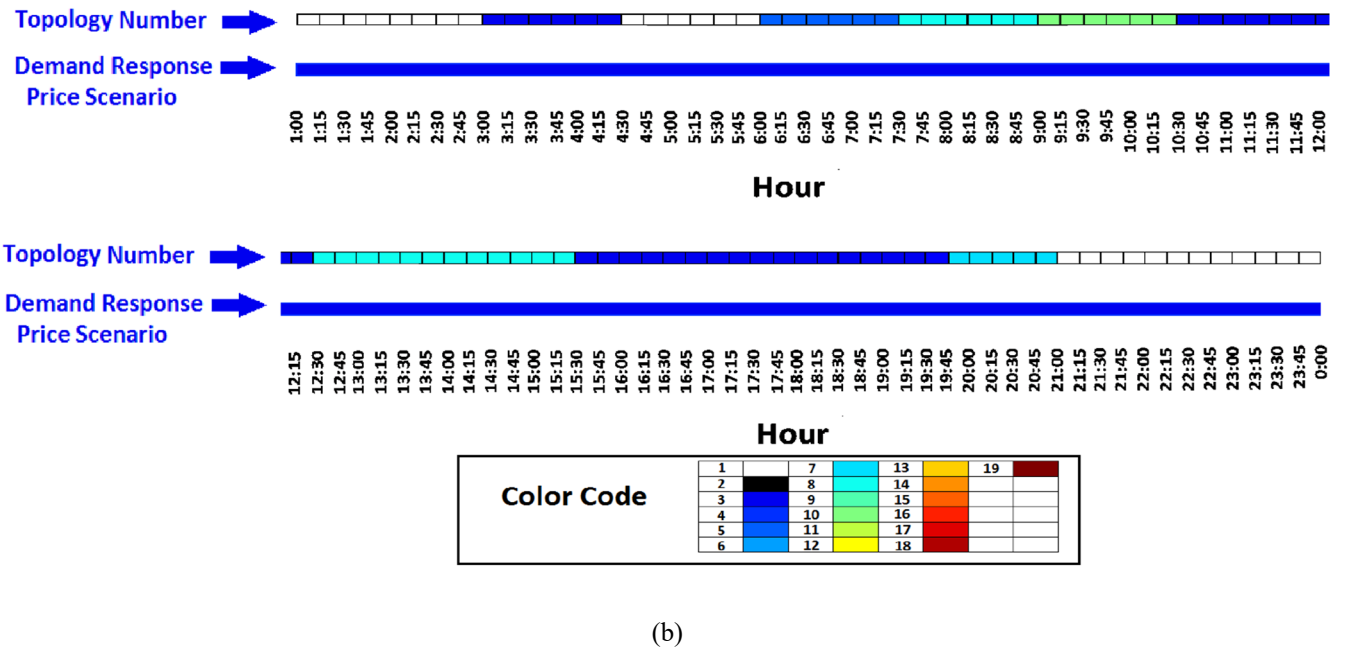 Topology Number
Demand Response
Price Scenario
1:00 1:15 1:30 1:45 2:00 2:15 2:30 2:45 3:00 3:15 3:30 3:45 4:00 4:15 4:30 4:45 5:00 5:15 5:30 5:45 6:00 6:15 6:30 6:45 7:00 7:15 7:30 7:45 8:00 8:15 8:30 8:45 9:00 9:15 9:30 9:45 10:00 10:15 10:30 10:45 11:00 11:15 11:30 11:45 12:00
Hour
Topology Number
Demand Response
Price Scenario
12:15 12:30 12:45 13:00 13:15 13:30 13:45 14:00 14:15 14:30 14:45 15:00 15:15 15:30 15:45 16:00 16:15 16:30 16:45 17:00 17:15 17:30 17:45 18:00 18:15 18:30 18:45 19:00 19:15 19:30 19:45 20:00 20:15 20:30 20:45 21:00 21:15 21:30 21:45 22:00 22:15 22:30 22:45 23:00 23:15 23:30 23:45 0:00
Hour
Color Code
1 7 13 19
2 8 14
3 9 15
4 10 16
5 11 17
6 12 18
(b)